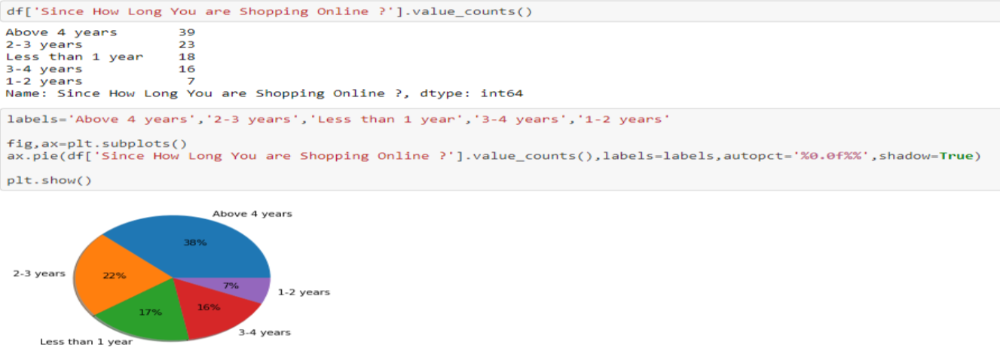 df['Since How Long You are Shopping Online ?'].value_counts()
Above 4 years 39
2-3 years 23
Less than 1 year 18
3-4 years 16
1-2 years 7
Name: Since How Long You are Shopping Online ?, dtype: int64
labels='Above 4 years','2-3 years','Less than 1 year','3-4 years','1-2 years'
fig,ax=plt.subplots()
ax.pie(df['Since How Long You are Shopping Online ?'].value_counts(),labels=labels,autopct='%0.0f%%',shadow=True)
plt.show()
Above 4 years
38%
2-3 years
22%
7%
1-2 years
16%
17%
3-4 years
Less than 1 year